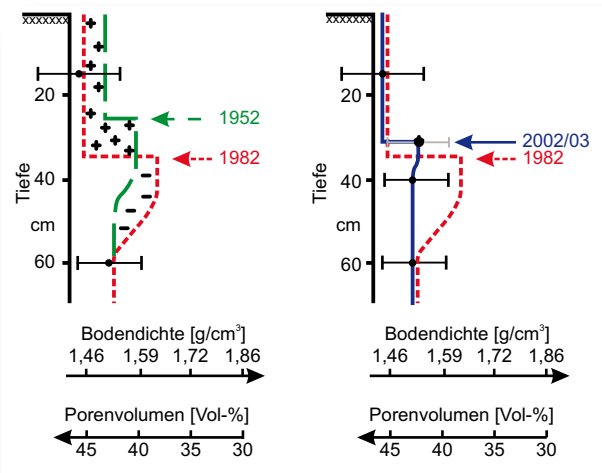 20
1952
1982
Tiefe
40
cm
60
Bodendichte [g/cm³]
1,46 1,59 1,72 1,86
Porenvolumen [Vol-%]
45 40 35 30
20
2002/03
1982
Tiefe
40
cm
60
Bodendichte [g/cm³]
1,46 1,59 1,72 1,86
Porenvolumen [Vol-%]
45 40 35 30